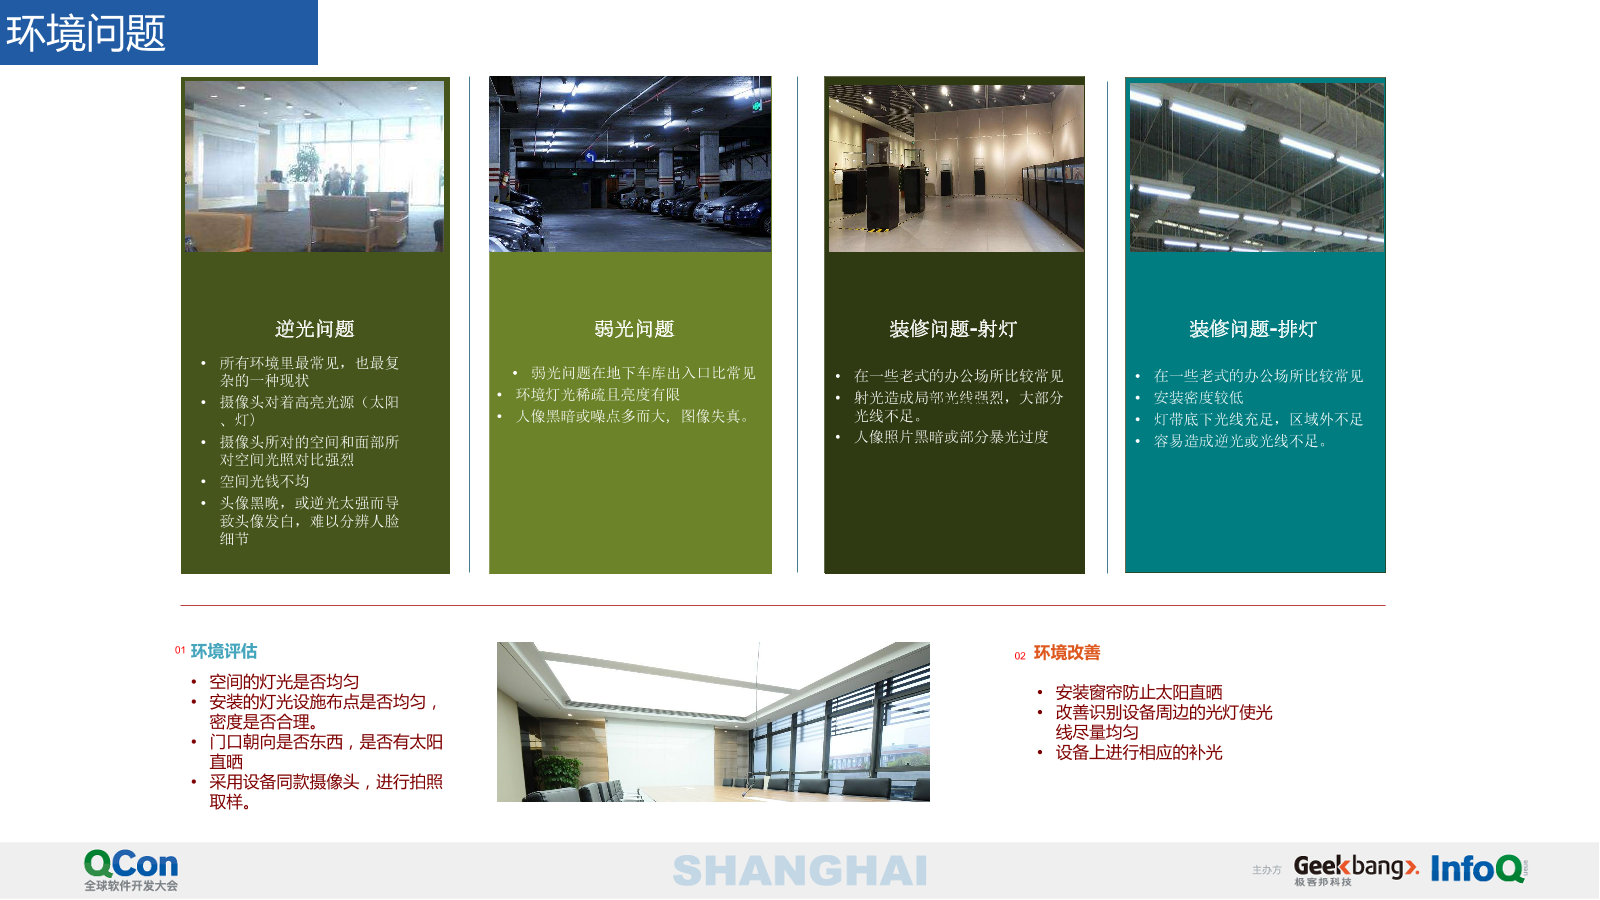 环境问题
逆光问题
• 所有环境里最常见，也最复
杂的一种现状
• 摄像头对着高亮光源（太阳
、灯）
• 摄像头所对的空间和面部所
对空间光照对比强烈
• 空间光钱不均
• 头像黑晚，或逆光太强而导
致头像发白，难以分辨人脸
细节
弱光问题
• 弱光问题在地下车库出入口比常见
• 环境灯光稀疏且亮度有限
• 人像黑暗或噪点多而大，图像失真。
装修问题-射灯
• 在一些老式的办公场所比较常见
• 射光造成局部光线强烈，大部分
光线不足。
• 人像照片黑暗或部分暴光过度
装修问题-排灯
• 在一些老式的办公场所比较常见
• 安装密度较低
• 灯带底下光线充足，区域外不足
• 容易造成逆光或光线不足。
01 环境评估
• 空间的灯光是否均匀
• 安装的灯光设施布点是否均匀，
密度是否合理。
• 门口朝向是否东西，是否有太阳
直晒
• 采用设备同款摄像头，进行拍照
取样。
02 环境改善
• 安装窗帘防止太阳直晒
• 改善识别设备周边的光灯使光
线尽量均匀
• 设备上进行相应的补光
QCon
全球软件开发大会
SHANGHAI
主办方
Geekbang
极客邦科技
InfoQ